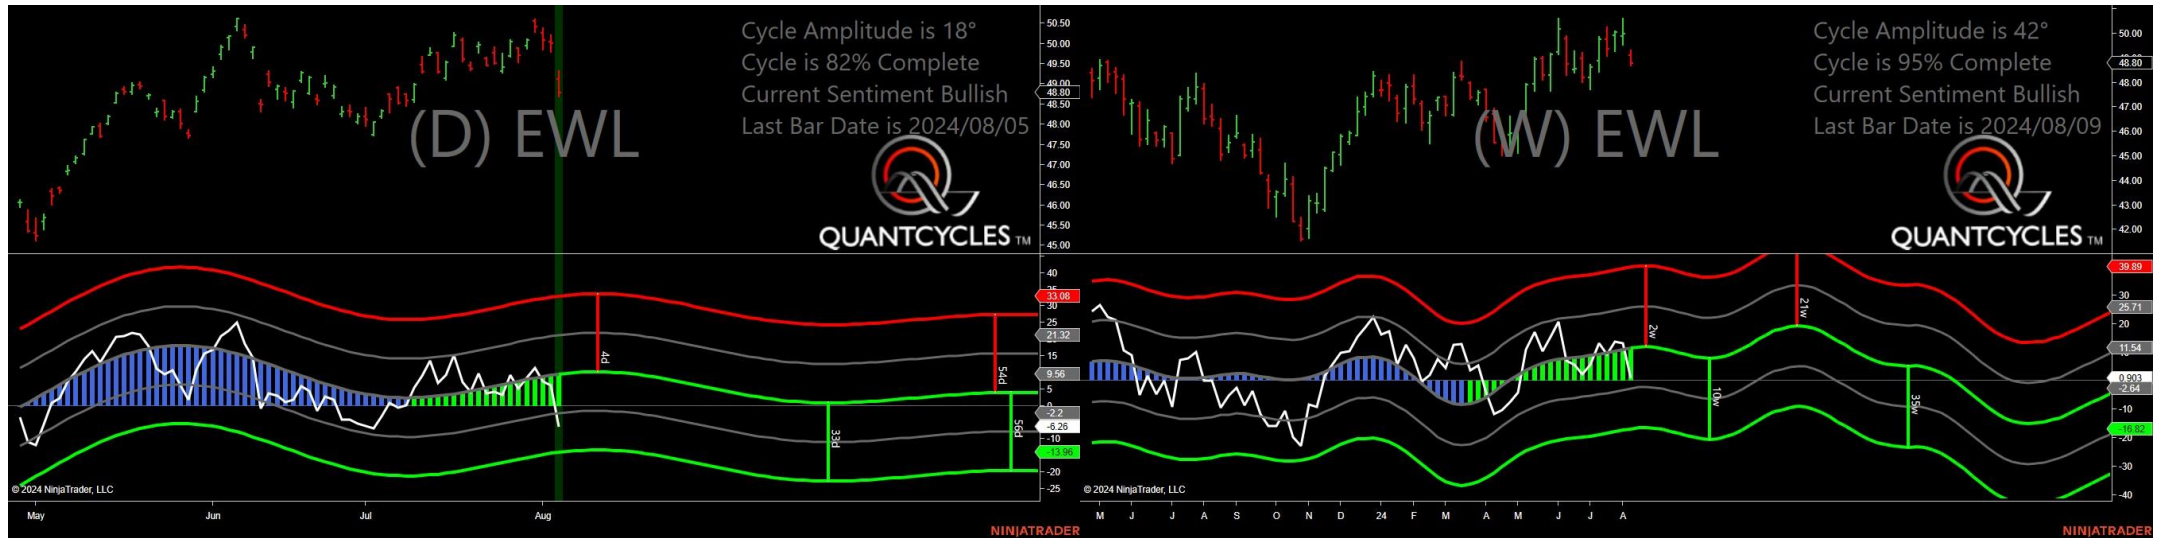 Cycle Amplitude is 18°
Cycle is 82% Complete
Current Sentiment Bullish
Last Bar Date is 2024/08/05
(D) EWL
QUANTCYCLES TM
50.50
50.00
49.50
49.00
48.80
48.50
48.00
47.50
47.00
46.50
46.00
45.50
45.00
40
33.08
30
25
21.32
15
9.56
5
0
-2.2
-6.26
-10
-13.96
-20
-25
4d
33d
54d
56d
© 2024 NinjaTrader, LLC
May Jun Jul Aug
NINJATRADER
Cycle Amplitude is 42°
Cycle is 95% Complete
Current Sentiment Bullish
Last Bar Date is 2024/08/09
(W) EWL
QUANTCYCLES TM
50.00
48.80
48.00
47.00
46.00
45.00
44.00
43.00
42.00
39.89
30
25.71
20
11.54
0.903
-2.64
-10
-16.82
-20
-30
-40
2w
10w
21w
35w
© 2024 NinjaTrader, LLC
M J J A S O N D 24 F M A M J J A
NINJATRADER